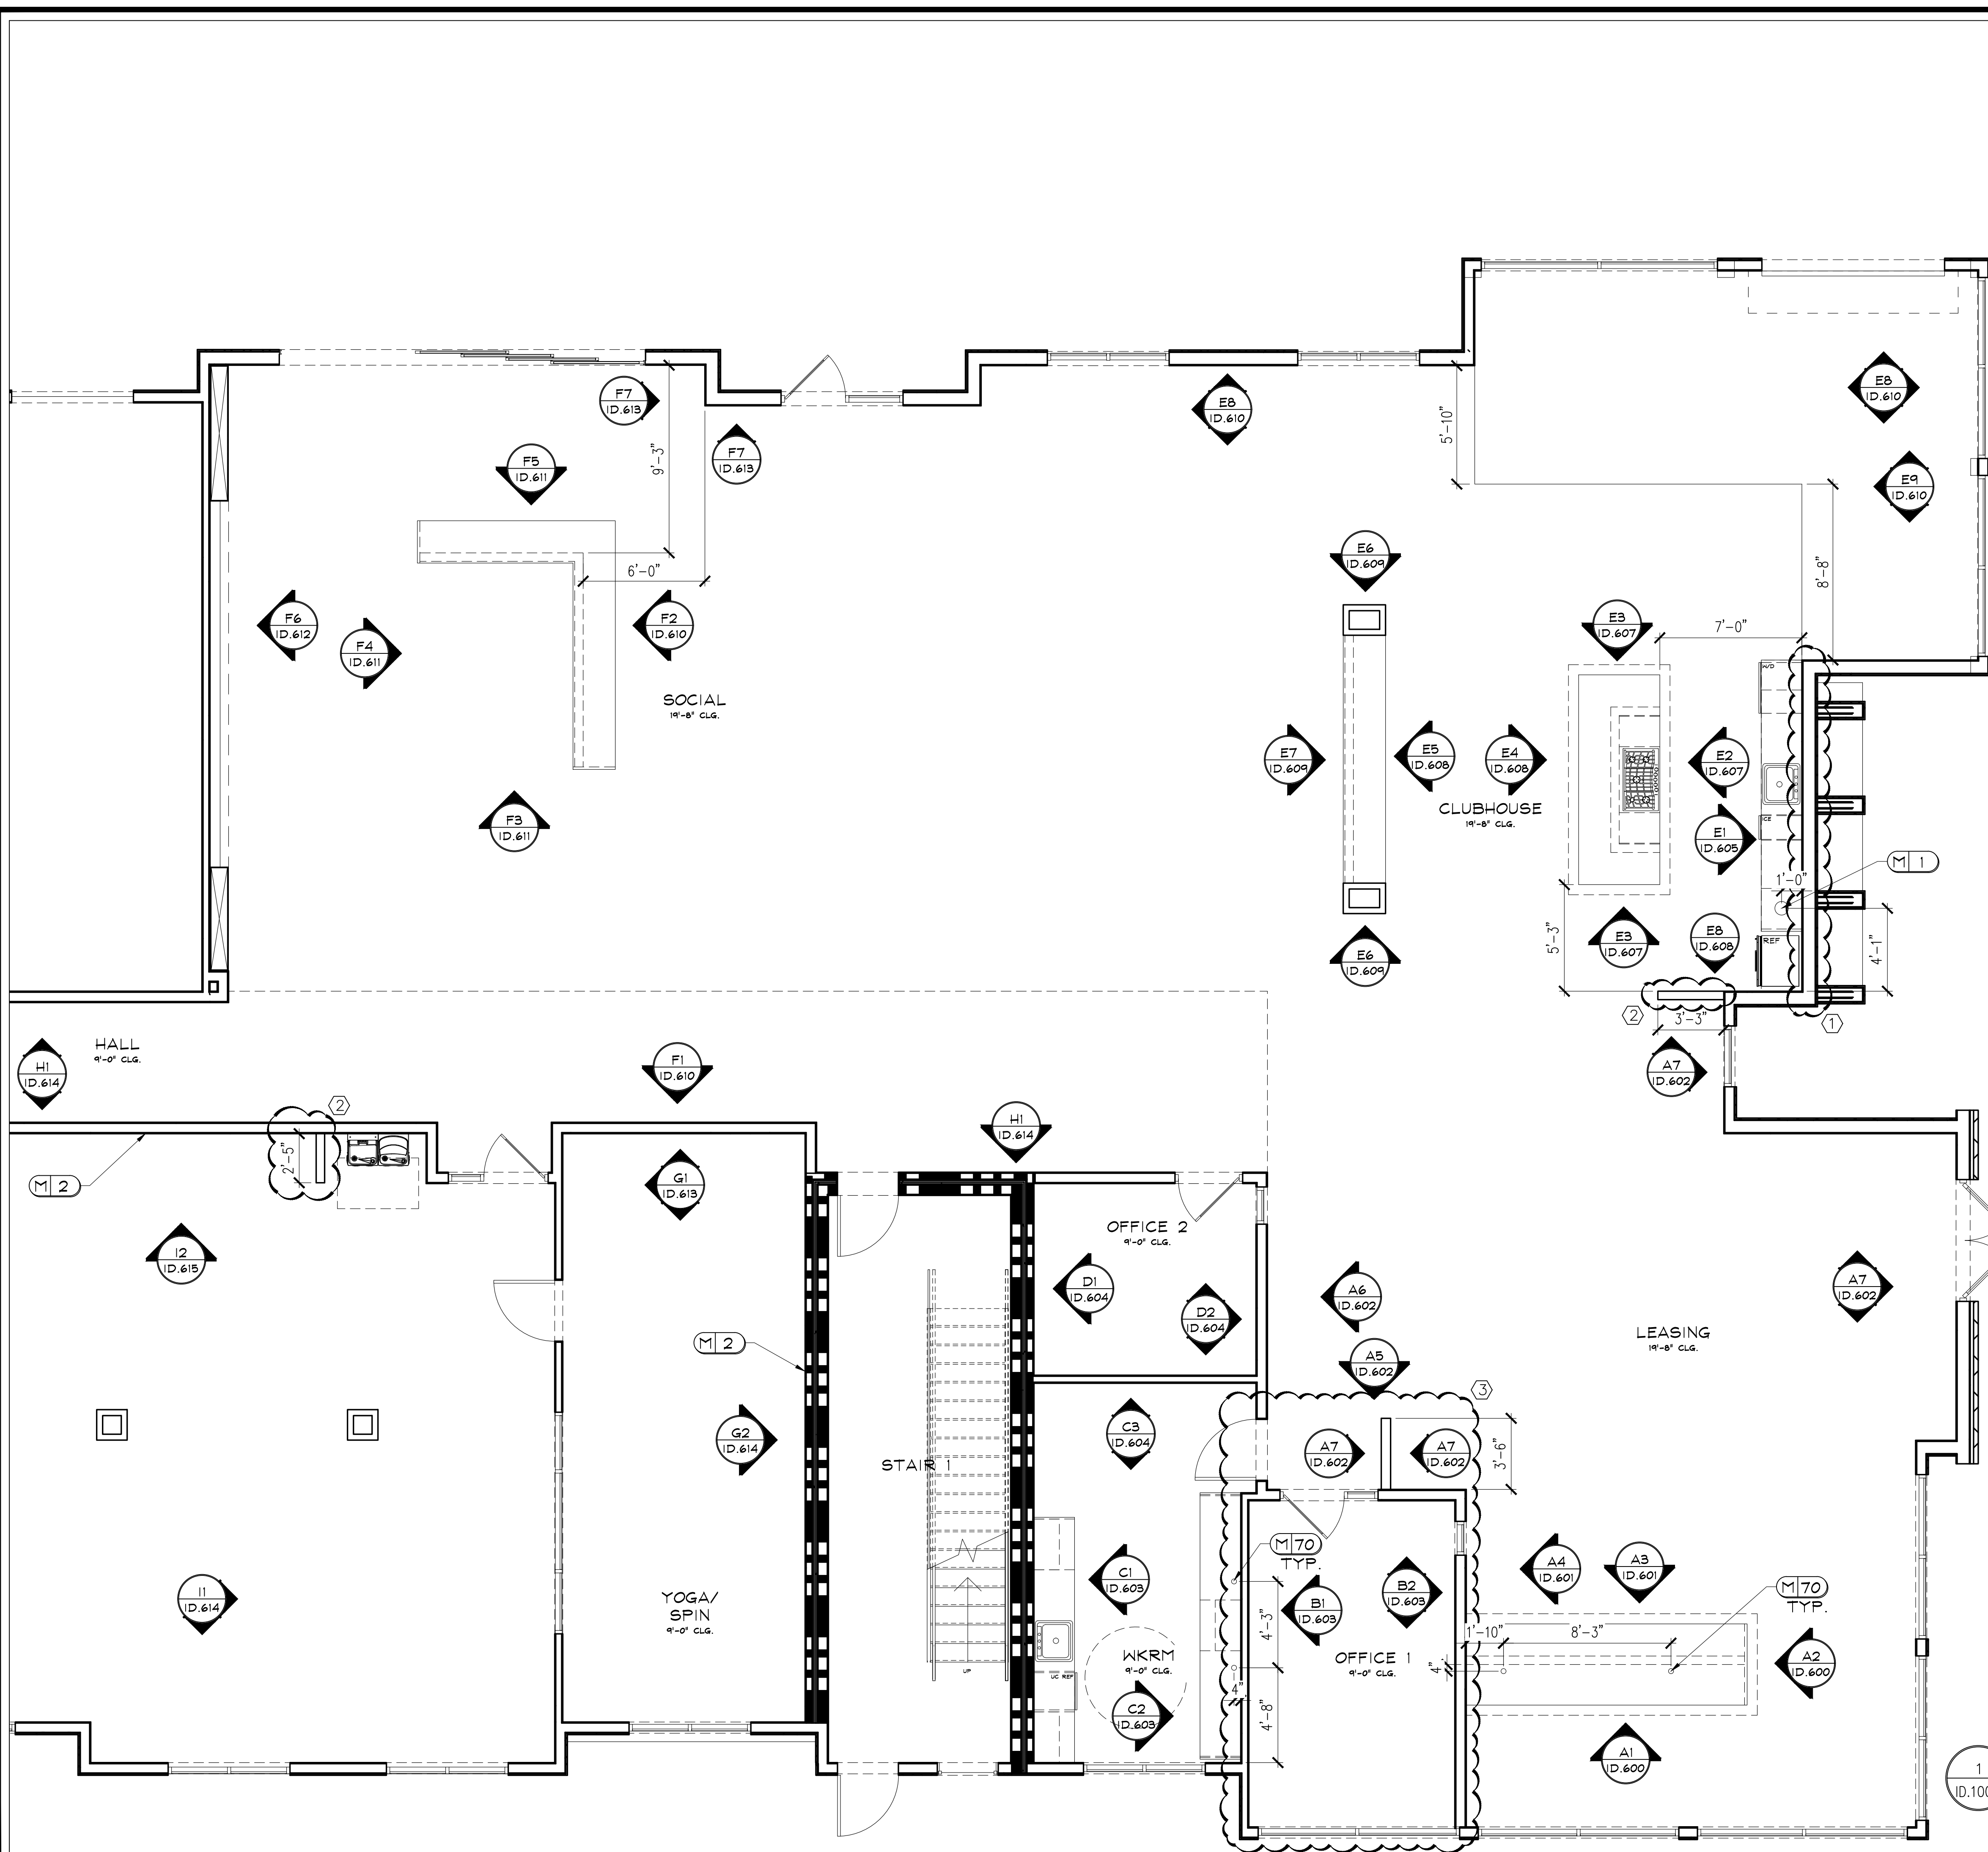 E8
ID.610
F7
ID.613
E8
ID.610
5'-10"
9'-3"
F7
ID.613
F5
ID.611
E9
ID.610
E6
ID.609
6'-0"
8'-8"
F6
ID.612
F4
ID.611
F2
ID.610
E3
ID.607
7'-0"
W/D
SOCIAL
19'-8" CLG.
E7
ID.609
E5
ID.608
E4
ID.608
E2
ID.607
CLUBHOUSE
19'-8" CLG.
F3
ID.611
ICE
E1
ID.605
M 1
1'-0"
5'-3"
E3
ID.607
E8
ID.608
REF
4'-1"
E6
ID.609
2
3'-3"
1
HALL
9'-0" CLG.
H1
ID.614
F1
ID.610
A7
ID.602
2
H1
ID.614
2'-5"
M 2
G1
ID.613
OFFICE 2
9'-0" CLG.
I2
ID.615
D1
ID.604
D2
ID.604
A6
ID.602
A7
ID.602
M 2
LEASING
19'-8" CLG.
A5
ID.602
3
G2
ID.614
C3
ID.604
A7
ID.602
A7
ID.602
3'-6"
STAIR 1
M 70
TYP.
I1
ID.614
C1
ID.603
B1
ID.603
B2
ID.603
A4
ID.601
A3
ID.601
M 70
TYP.
YOGA/
SPIN
9'-0" CLG.
4'-3"
1'-10"
8'-3"
WKRM
9'-0" CLG.
OFFICE 1
9'-0" CLG.
4"
A2
ID.600
UP
UC REF
4"
C2
ID.603
4'-8"
A1
ID.600
1